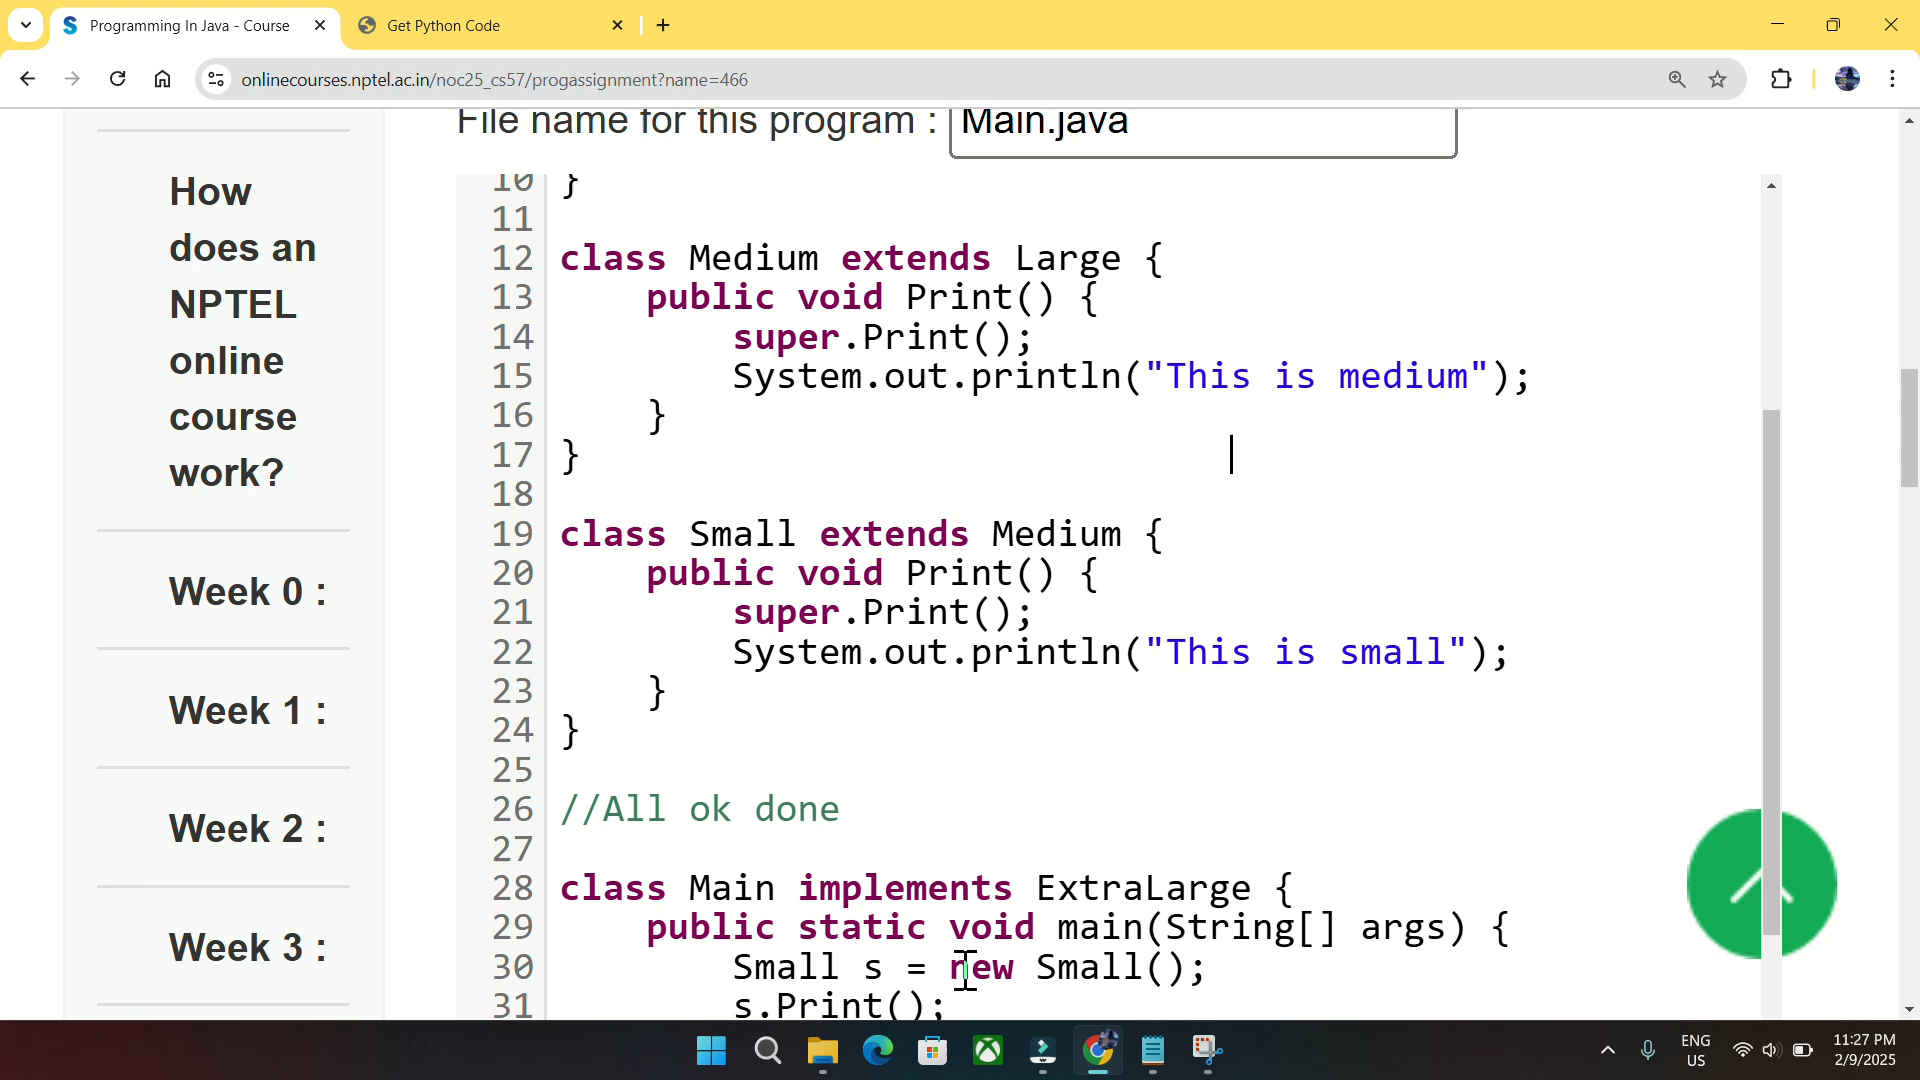 Programming In Java - Course
Get Python Code
onlinecourses.nptel.ac.in/noc25_cs57/progassignment?name=466
How
does an
NPTEL
online
course
work?
Week 0 :
Week 1 :
Week 2 :
Week 3 :
File name for this program : Main.java
10 }
11
12 class Medium extends Large {
13 public void Print() {
14 super.Print();
15 System.out.println("This is medium");
16 }
17 }
18
19 class Small extends Medium {
20 public void Print() {
21 super.Print();
22 System.out.println("This is small");
23 }
24 }
25
26 //All ok done
27
28 class Main implements ExtraLarge {
29 public static void main(String[] args) {
30 Small s = new Small();
31 s.Print();
ENG
US
11:27 PM
2/9/2025